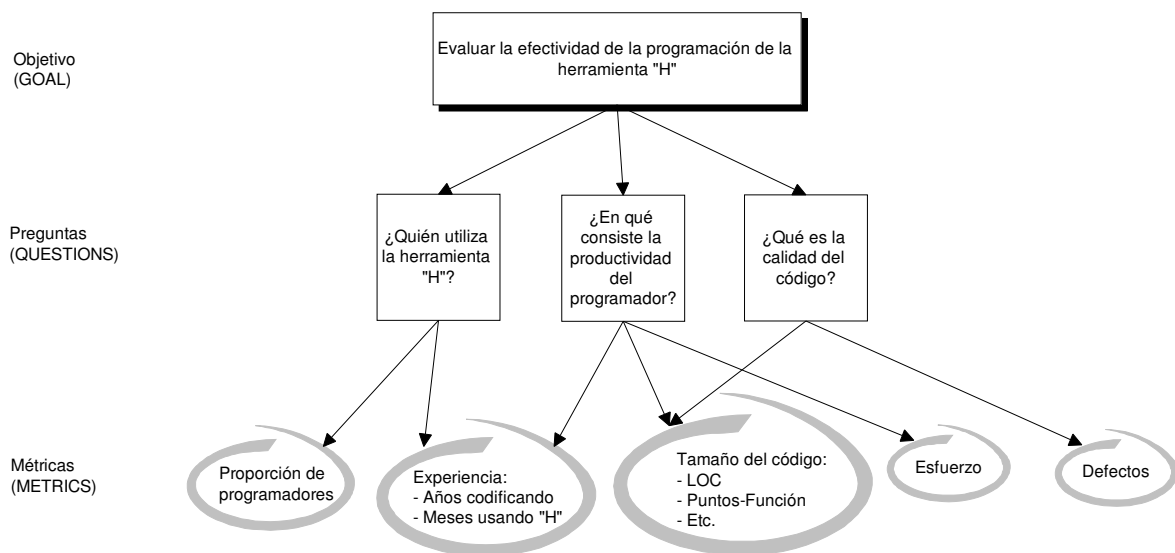 Objetivo
(GOAL)
Evaluar la efectividad de la programación de la
herramienta "H"
Preguntas
(QUESTIONS)
¿Quién utiliza
la herramienta
"H"?
¿En qué
consiste la
productividad
del
programador?
¿Qué es la
calidad del
código?
Métricas
(METRICS)
Proporción de
programadores
Experiencia:
- Años codificando
- Meses usando "H"
Tamaño del código:
- LOC
- Puntos-Función
- Etc.
Esfuerzo
Defectos